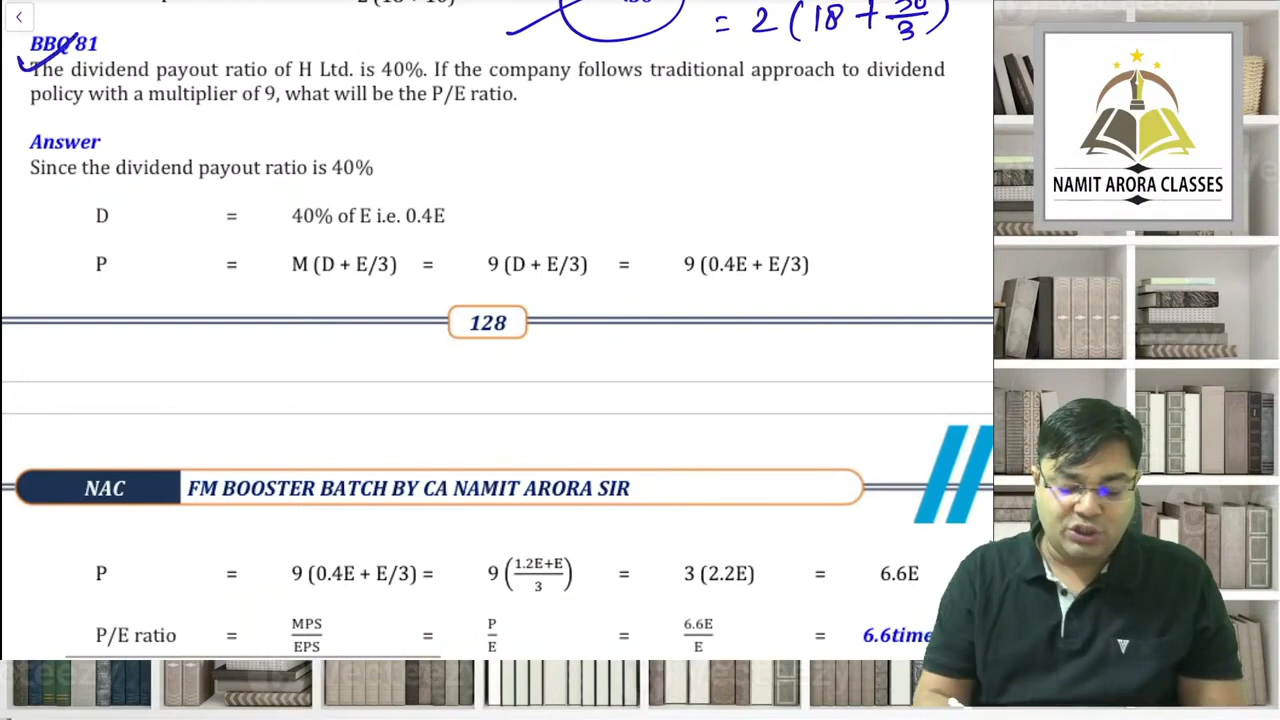 = 2 ( 18 + 30/3 )
BBQ 81
The dividend payout ratio of H Ltd. is 40%. If the company follows traditional approach to dividend
policy with a multiplier of 9, what will be the P/E ratio.
Answer
Since the dividend payout ratio is 40%
D = 40% of E i.e. 0.4E
P = M (D + E/3) = 9 (D + E/3) = 9 (0.4E + E/3)
128
NAC FM BOOSTER BATCH BY CA NAMIT ARORA SIR
P = 9 (0.4E + E/3) = 9 (1.2E+E/3) = 3 (2.2E) = 6.6E
P/E ratio = MPS/EPS = P/E = 6.6E/E = 6.6time
NAMIT ARORA CLASSES